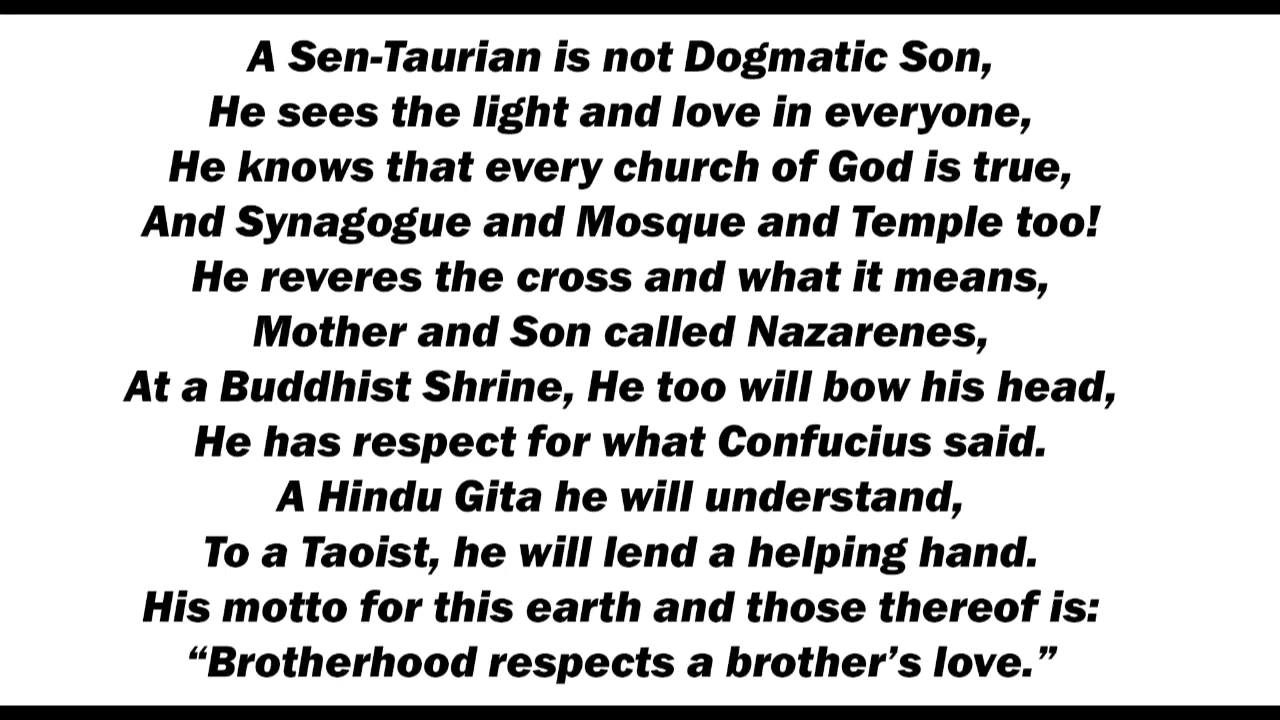 A Sen-Taurian is not Dogmatic Son,
He sees the light and love in everyone,
He knows that every church of God is true,
And Synagogue and Mosque and Temple too!
He reveres the cross and what it means,
Mother and Son called Nazarenes,
At a Buddhist Shrine, He too will bow his head,
He has respect for what Confucius said.
A Hindu Gita he will understand,
To a Taoist, he will lend a helping hand.
His motto for this earth and those thereof is:
“Brotherhood respects a brother’s love.”